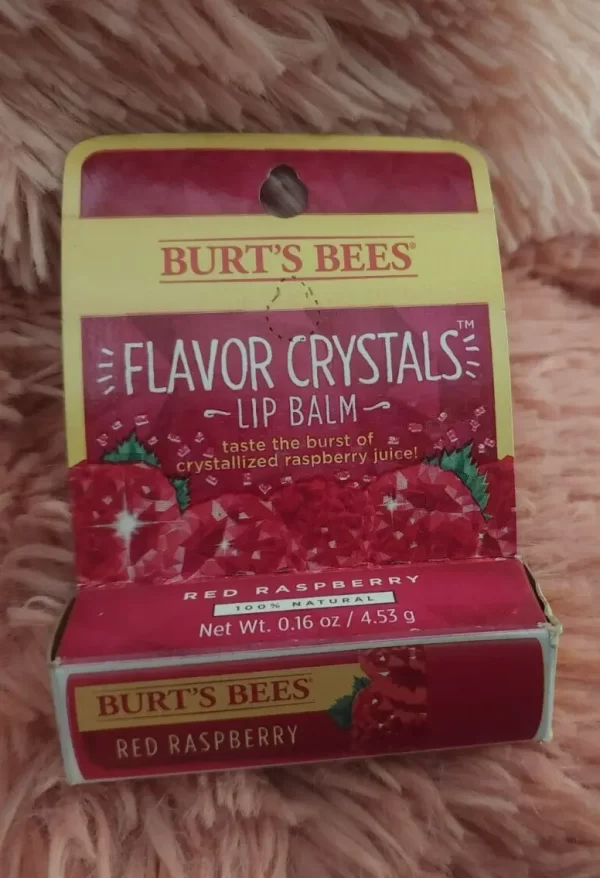 BURT'S BEES®
FLAVOR CRYSTALS™
LIP BALM
taste the burst of
crystallized raspberry juice!
RED RASPBERRY
100% NATURAL
Net Wt. 0.16 oz / 4.53 g
BURT'S BEES®
RED RASPBERRY